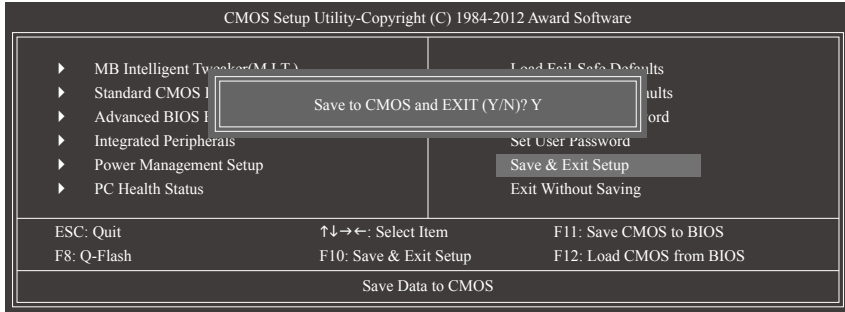 CMOS Setup Utility-Copyright (C) 1984-2012 Award Software
MB Intelligent Tweaker(M.I.T.)
Standard CMOS
Advanced BIOS
Integrated Peripherals
Power Management Setup
PC Health Status
Load Fail-Safe Defaults
Set User Password
Save & Exit Setup
Exit Without Saving
Save to CMOS and EXIT (Y/N)? Y
ESC: Quit
↑↓→←: Select Item
F11: Save CMOS to BIOS
F8: Q-Flash
F10: Save & Exit Setup
F12: Load CMOS from BIOS
Save Data to CMOS